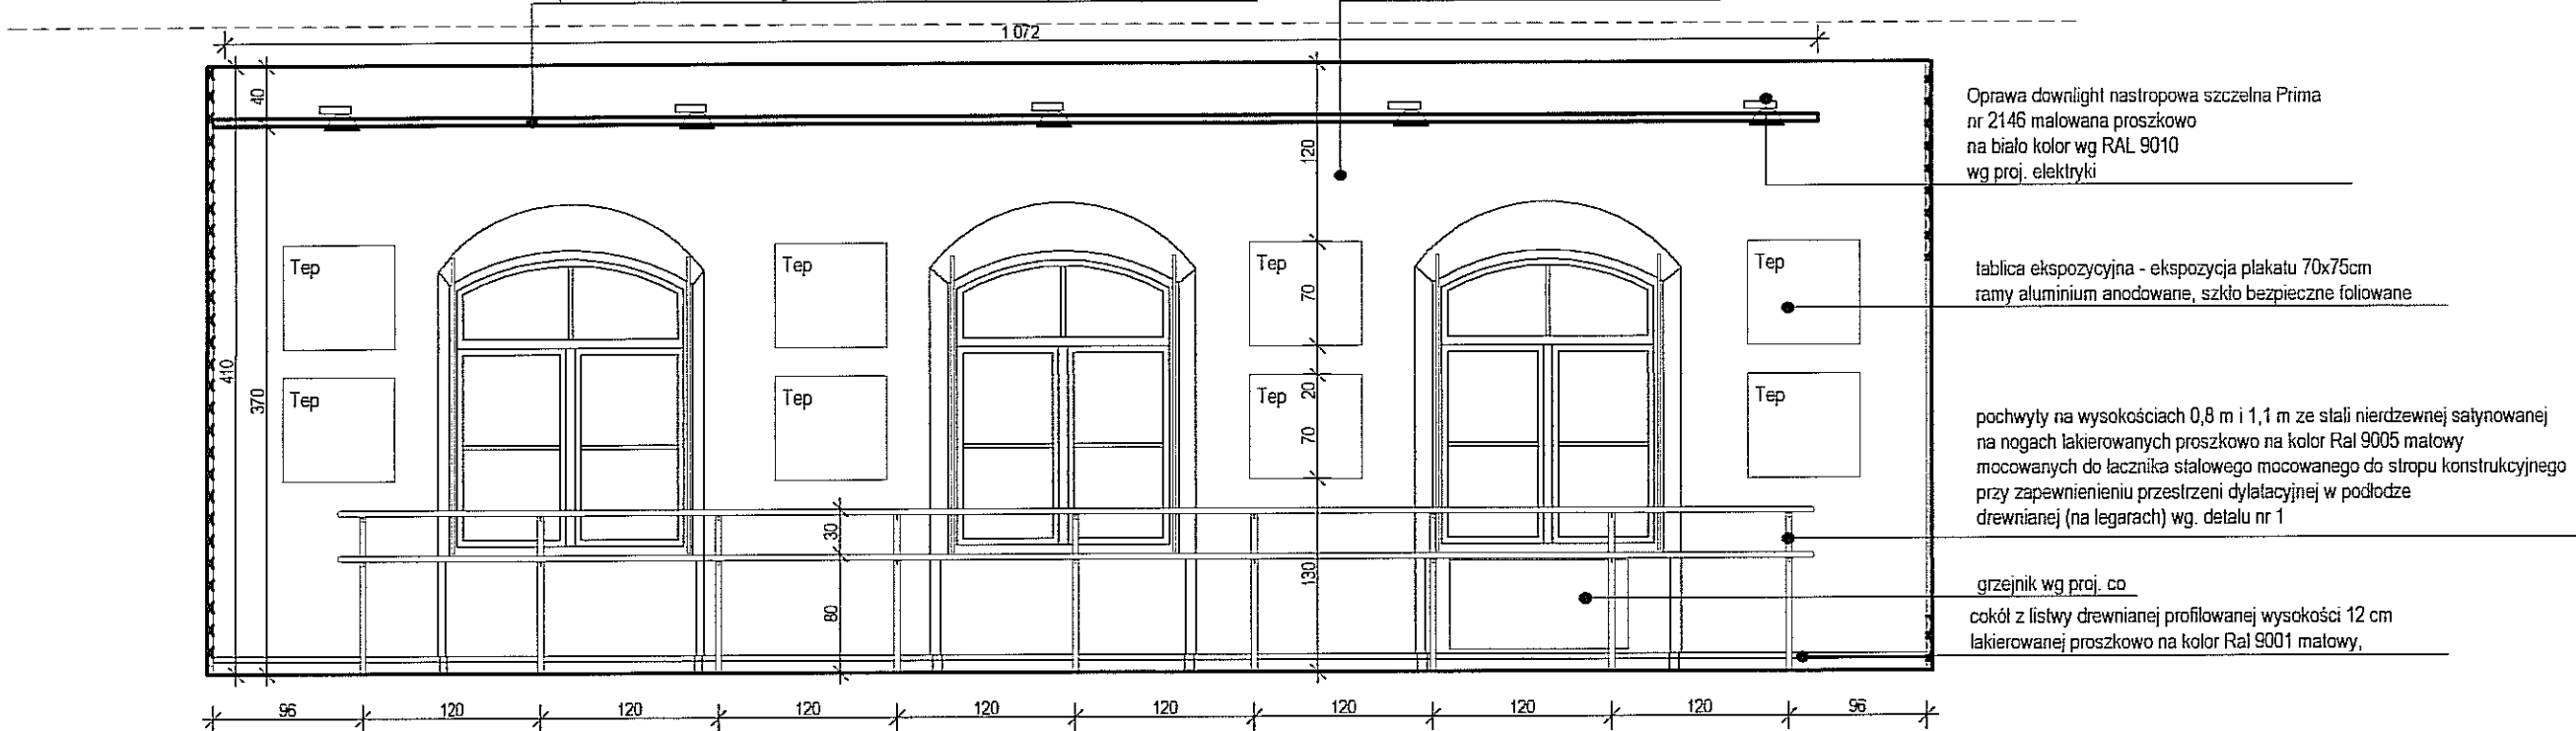 1 072
40
120
410
370
Tep
Tep
Tep
Tep
70
Tep
Tep
Tep
20
Tep
70
30
80
130
96
120
120
120
120
120
120
120
120
96
Oprawa downlight nastropowa szczelna Prima
nr 2146 malowana proszkowo
na biało kolor wg RAL 9010
wg proj. elektryki
tablica ekspozycyjna - ekspozycja plakatu 70x75cm
ramy aluminium anodowane, szkło bezpieczne foliowane
pochwyty na wysokościach 0,8 m i 1,1 m ze stali nierdzewnej satynowanej
na nogach lakierowanych proszkowo na kolor Ral 9005 matowy
mocowanych do łacznika stalowego mocowanego do stropu konstrukcyjnego
przy zapewnienieniu przestrzeni dylatacyjnej w podłodze
drewnianej (na legarach) wg. detalu nr 1
grzejnik wg proj. co
cokół z listwy drewnianej profilowanej wysokości 12 cm
lakierowanej proszkowo na kolor Ral 9001 matowy,